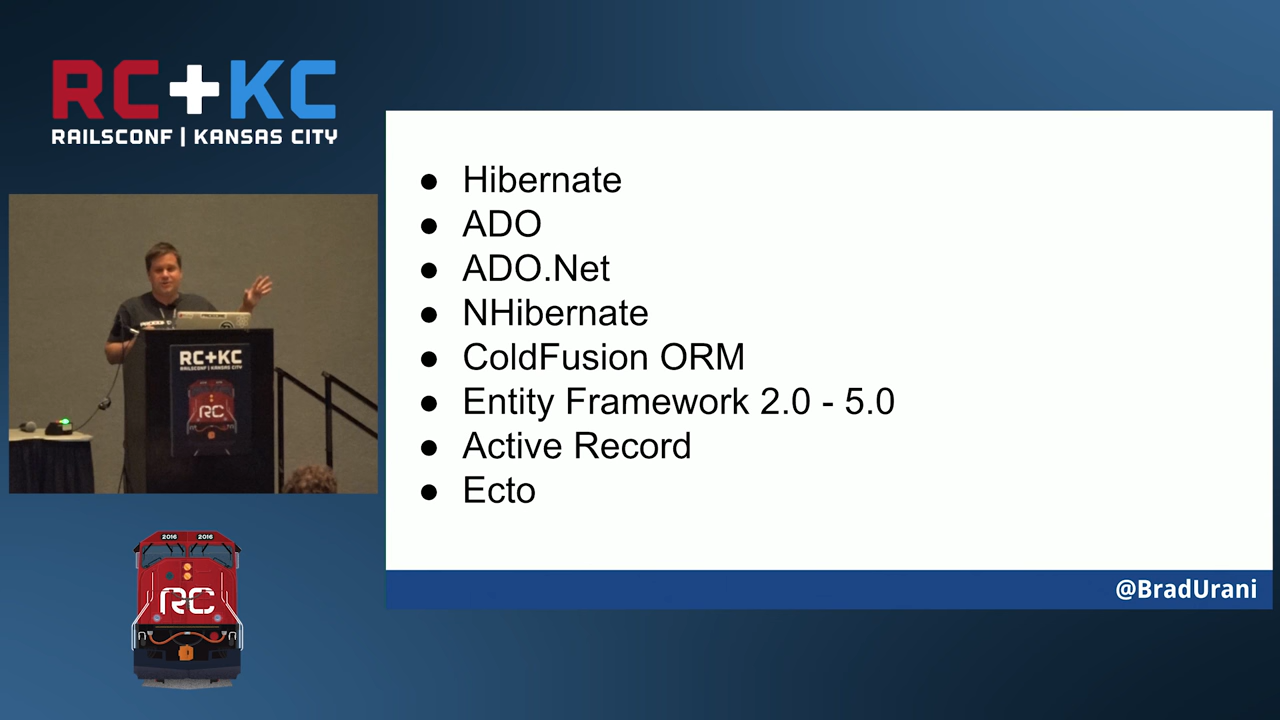 RC+KC
RAILSCONF | KANSAS CITY
Hibernate
ADO
ADO.Net
NHibernate
ColdFusion ORM
Entity Framework 2.0 - 5.0
Active Record
Ecto
@BradUrani
RC+KC
RAILSCONF | KANSAS CITY
RC
2016 2016
RC